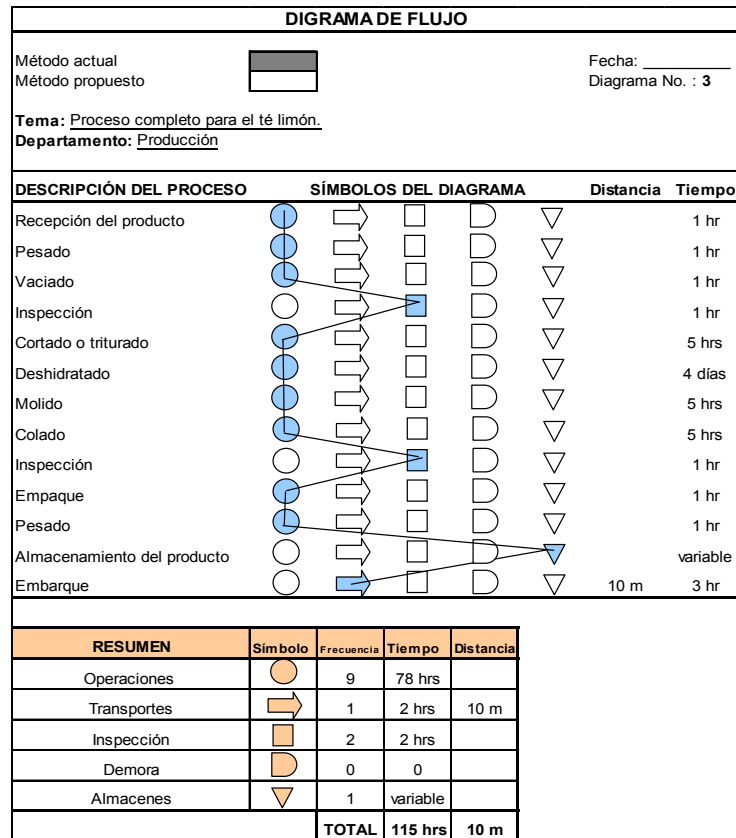 DIGRAMA DE FLUJO
Método actual
Fecha: __________
Método propuesto
Diagrama No. : 3
Tema: Proceso completo para el té limón.
Departamento: Producción
DESCRIPCIÓN DEL PROCESO SÍMBOLOS DEL DIAGRAMA Distancia Tiempo
Recepción del producto 1 hr
Pesado 1 hr
Vaciado 1 hr
Inspección 1 hr
Cortado o triturado 5 hrs
Deshidratado 4 días
Molido 5 hrs
Colado 5 hrs
Inspección 1 hr
Empaque 1 hr
Pesado 1 hr
Almacenamiento del producto variable
Embarque 10 m 3 hr
RESUMEN Símbolo Frecuencia Tiempo Distancia
Operaciones 9 78 hrs
Transportes 1 2 hrs 10 m
Inspección 2 2 hrs
Demora 0 0
Almacenes 1 variable
TOTAL 115 hrs 10 m